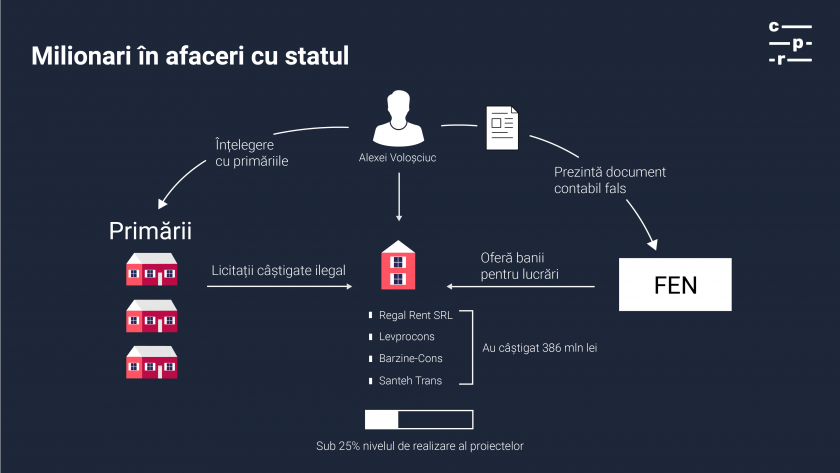 Milionari în afaceri cu statul
c
p
r
Alexei Voloșciuc
Înțelegere
cu primăriile
Prezintă document
contabil fals
Primării
Licitații câștigate ilegal
Oferă banii
pentru lucrări
FEN
Regal Rent SRL
Levprocons
Barzine-Cons
Santeh Trans
Au câștigat 386 mln lei
Sub 25% nivelul de realizare al proiectelor